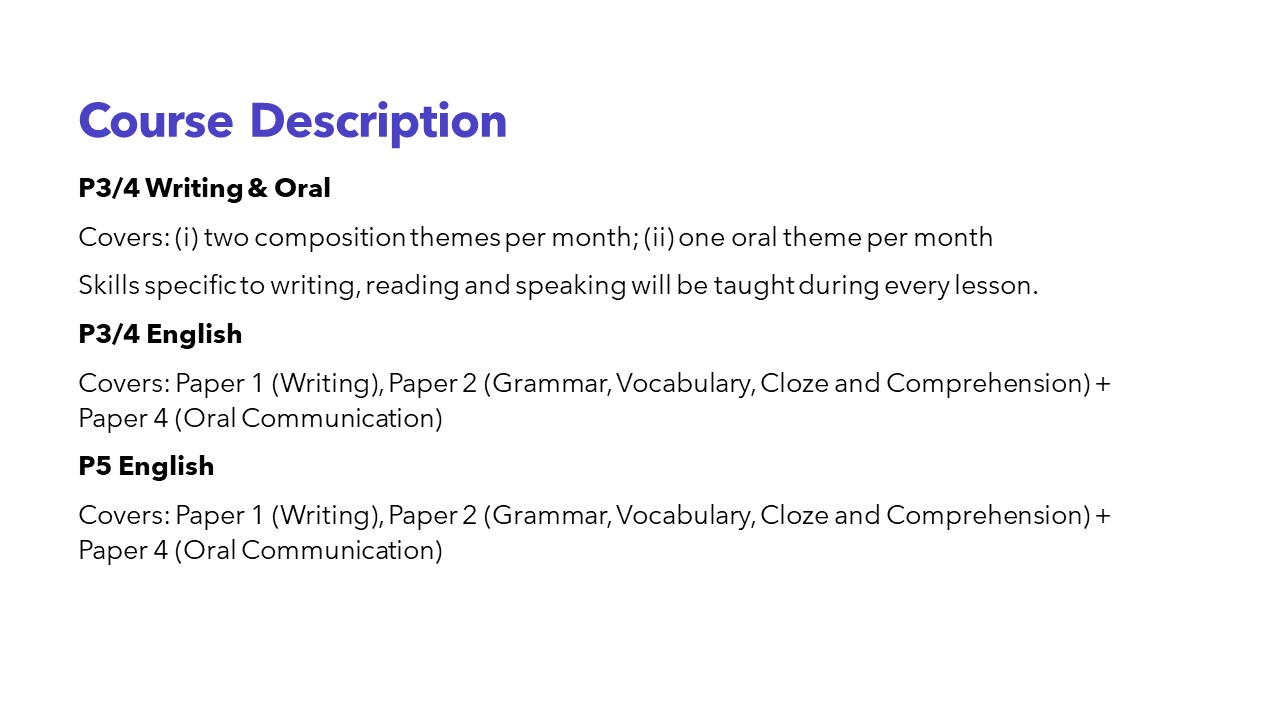 Course Description
P3/4 Writing & Oral
Covers: (i) two composition themes per month; (ii) one oral theme per month
Skills specific to writing, reading and speaking will be taught during every lesson.
P3/4 English
Covers: Paper 1 (Writing), Paper 2 (Grammar, Vocabulary, Cloze and Comprehension) +
Paper 4 (Oral Communication)
P5 English
Covers: Paper 1 (Writing), Paper 2 (Grammar, Vocabulary, Cloze and Comprehension) +
Paper 4 (Oral Communication)